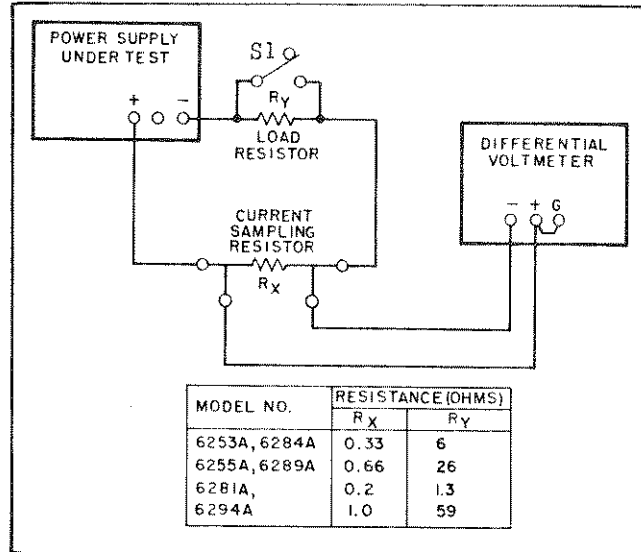 POWER SUPPLY
UNDER TEST
+ -
S1
RY
LOAD
RESISTOR
DIFFERENTIAL
VOLTMETER
- + G
CURRENT
SAMPLING
RESISTOR
RX
MODEL NO. RESISTANCE (OHMS)
RX RY
6253A, 6284A 0.33 6
6255A, 6289A 0.66 26
6281A, 0.2 1.3
6294A 1.0 59